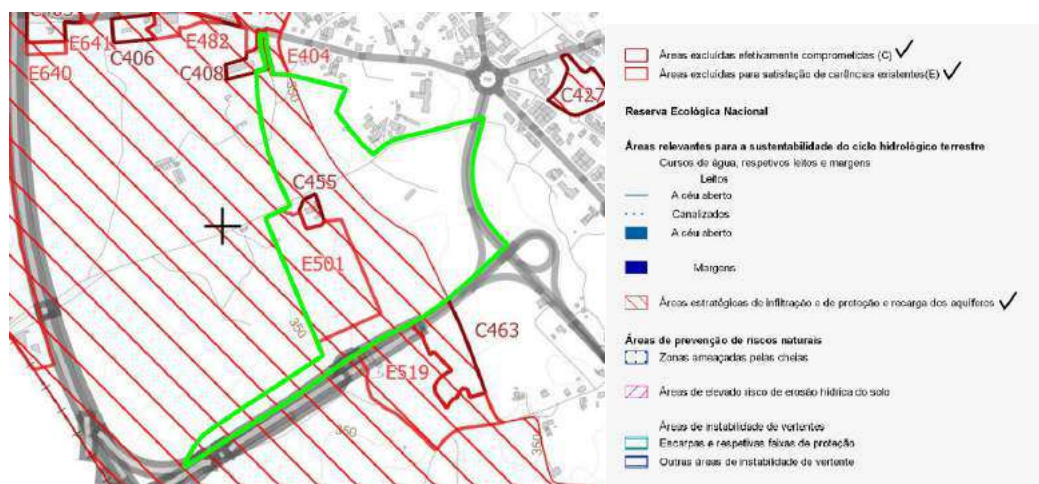 E641
E640
C406
E482
C408
E404
350
C427
C455
E501
350
C463
E519
350
350
Áreas excluídas efetivamente comprometidas (C)
Áreas excluídas para satisfação de carências existentes(E)
Reserva Ecológica Nacional
Áreas relevantes para a sustentabilidade do ciclo hidrológico terrestre
Cursos de água, respetivos leitos e margens
Leitos
A céu aberto
Canalizados
A céu aberto
Margens
Áreas estratégicas de infiltração e de proteção e recarga dos aquíferos
Áreas de prevenção de riscos naturais
Zonas ameaçadas pelas cheias
Áreas de elevado risco de erosão hídrica do solo
Áreas de instabilidade de vertentes
Escarpas e respetivas faixas de proteção
Outras áreas de instabilidade de vertente